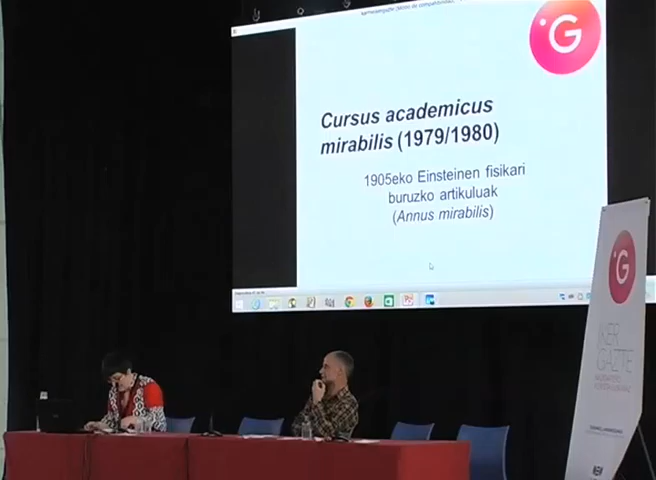 Cursus academicus
mirabilis (1979/1980)
1905eko Einsteinen fisikari
buruzko artikuluak
(Annus mirabilis)
G
G
IKER
GAZTE